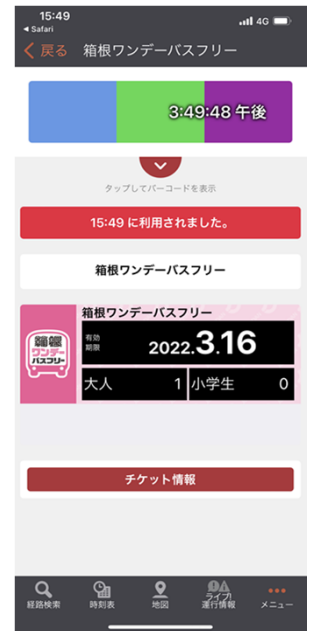 15:49
4G
◀ Safari
戻る 箱根ワンデーバスフリー
3:49:48 午後
タップしてバーコードを表示
15:49 に利用されました。
箱根ワンデーバスフリー
箱根ワンデーバスフリー
箱根
ワンデー
バスフリー
有効
期限
2022.3.16
大人 1 小学生 0
チケット情報
経路検索
時刻表
地図
ライブ!
運行情報
メニュー